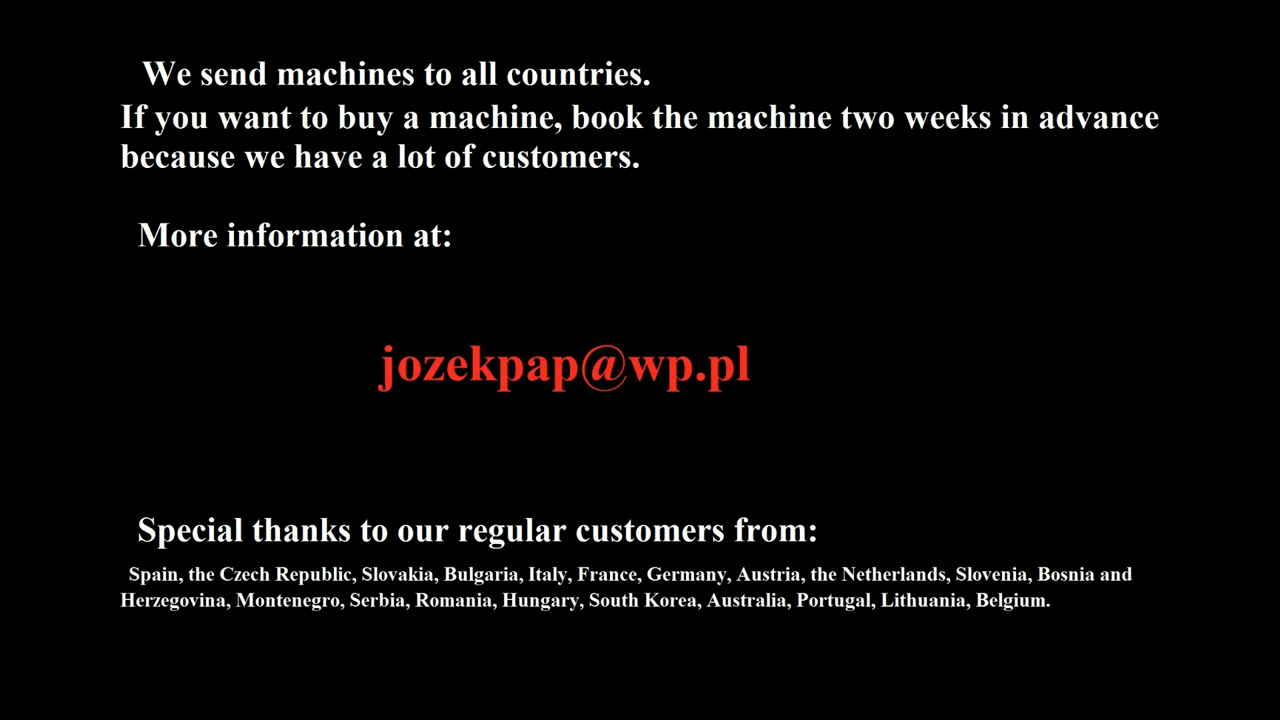 We send machines to all countries.
If you want to buy a machine, book the machine two weeks in advance
because we have a lot of customers.
More information at:
jozekpap@wp.pl
Special thanks to our regular customers from:
Spain, the Czech Republic, Slovakia, Bulgaria, Italy, France, Germany, Austria, the Netherlands, Slovenia, Bosnia and
Herzegovina, Montenegro, Serbia, Romania, Hungary, South Korea, Australia, Portugal, Lithuania, Belgium.